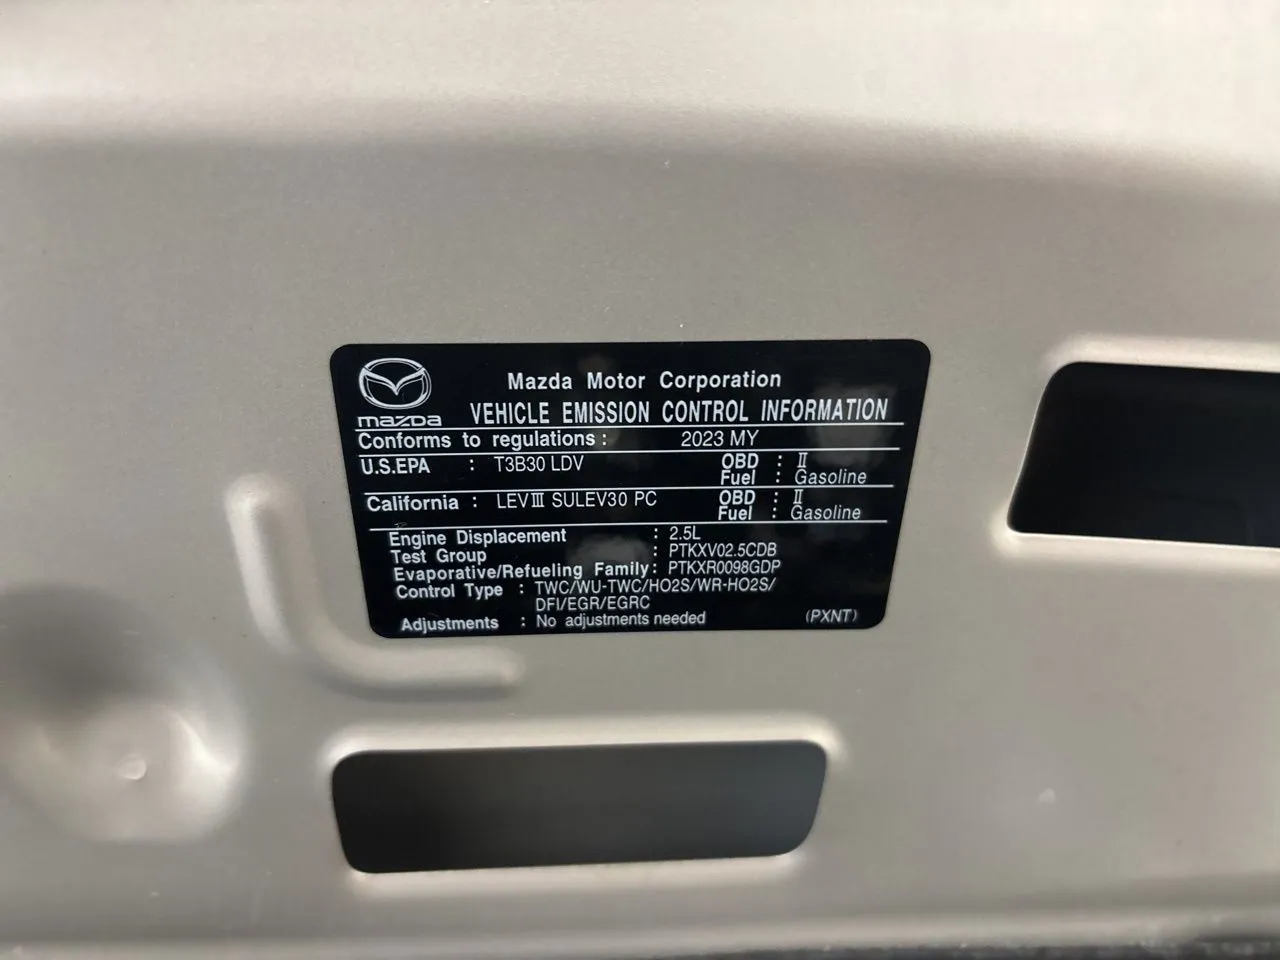 mazda
Mazda Motor Corporation
VEHICLE EMISSION CONTROL INFORMATION
Conforms to regulations : 2023 MY
U.S.EPA : T3B30 LDV OBD : II
Fuel : Gasoline
California : LEVIII SULEV30 PC OBD : II
Fuel : Gasoline
Engine Displacement : 2.5L
Test Group : PTKXV02.5CDB
Evaporative/Refueling Family : PTKXR0098GDP
Control Type : TWC/WU-TWC/HO2S/WR-HO2S/
DFI/EGR/EGRC
Adjustments : No adjustments needed (PXNT)